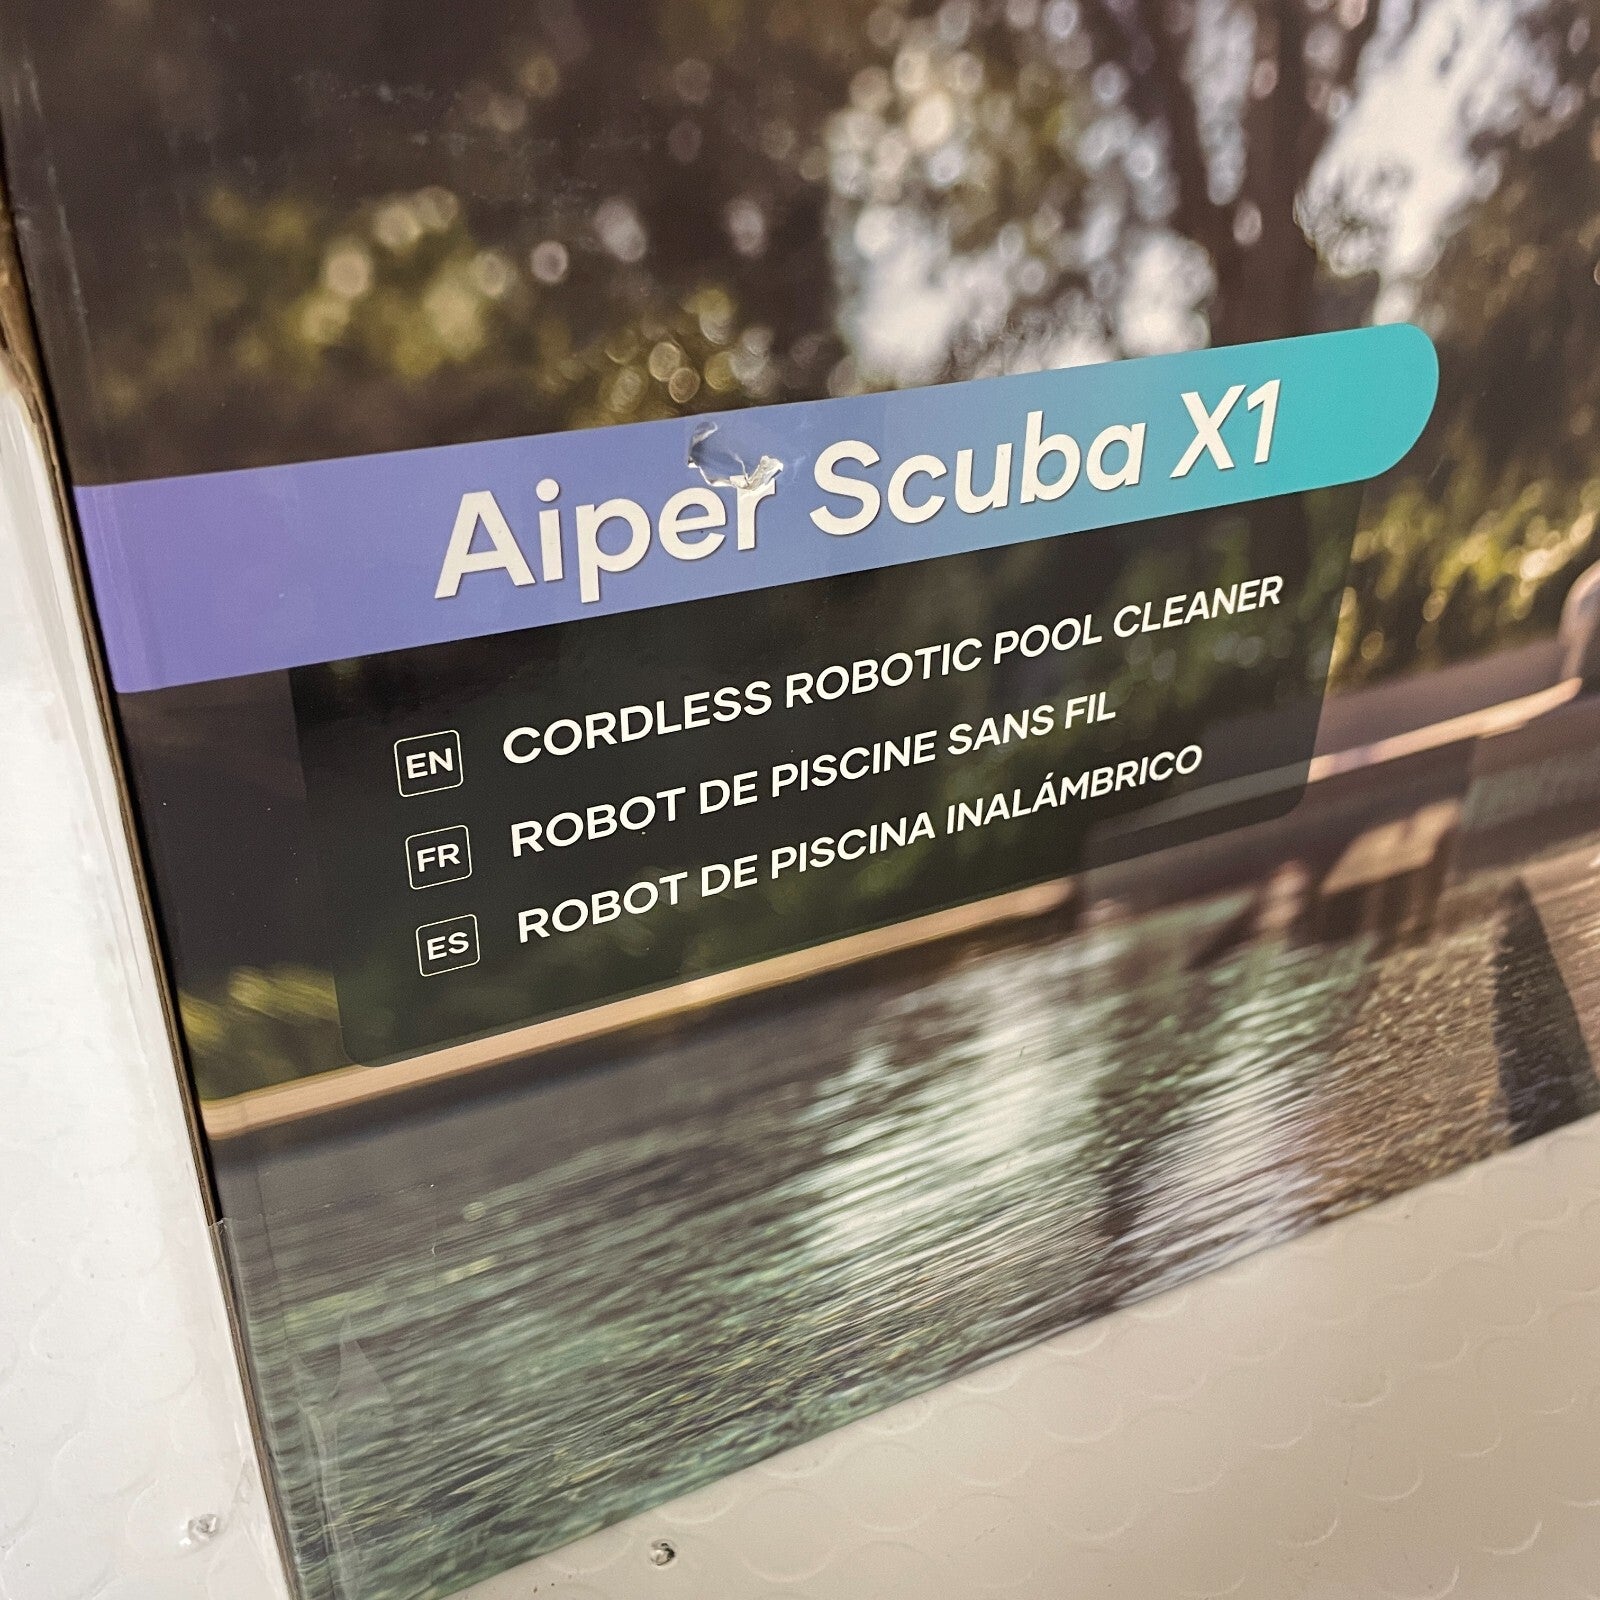 Aiper Scuba X1
EN CORDLESS ROBOTIC POOL CLEANER
FR ROBOT DE PISCINE SANS FIL
ES ROBOT DE PISCINA INALÁMBRICO